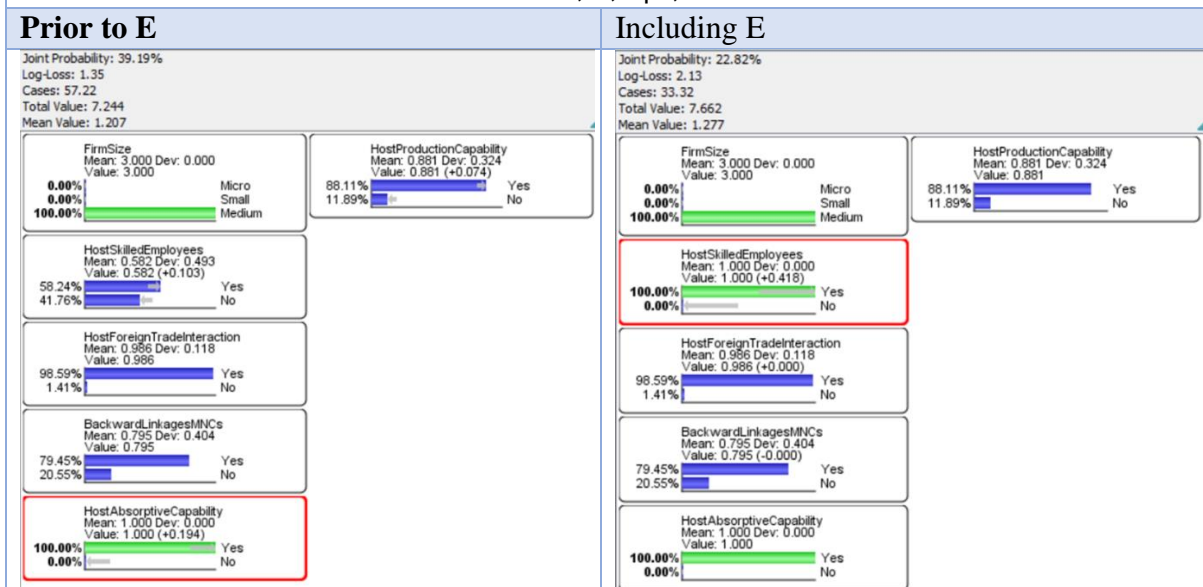 Prior to E
Joint Probability: 39.19%
Log-Loss: 1.35
Cases: 57.22
Total Value: 7.244
Mean Value: 1.207
FirmSize
Mean: 3.000 Dev: 0.000
Value: 3.000
0.00% Micro
0.00% Small
100.00% Medium
HostSkilledEmployees
Mean: 0.582 Dev: 0.493
Value: 0.582 (+0.103)
58.24% Yes
41.76% No
HostForeignTradeInteraction
Mean: 0.986 Dev: 0.118
Value: 0.986
98.59% Yes
1.41% No
BackwardLinkagesMNCs
Mean: 0.795 Dev: 0.404
Value: 0.795
79.45% Yes
20.55% No
HostAbsorptiveCapability
Mean: 1.000 Dev: 0.000
Value: 1.000 (+0.194)
100.00% Yes
0.00% No
HostProductionCapability
Mean: 0.881 Dev: 0.324
Value: 0.881 (+0.074)
88.11% Yes
11.89% No
Including E
Joint Probability: 22.82%
Log-Loss: 2.13
Cases: 33.32
Total Value: 7.662
Mean Value: 1.277
FirmSize
Mean: 3.000 Dev: 0.000
Value: 3.000
0.00% Micro
0.00% Small
100.00% Medium
HostSkilledEmployees
Mean: 1.000 Dev: 0.000
Value: 1.000 (+0.418)
100.00% Yes
0.00% No
HostForeignTradeInteraction
Mean: 0.986 Dev: 0.118
Value: 0.986 (+0.000)
98.59% Yes
1.41% No
BackwardLinkagesMNCs
Mean: 0.795 Dev: 0.404
Value: 0.795 (-0.000)
79.45% Yes
20.55% No
HostAbsorptiveCapability
Mean: 1.000 Dev: 0.000
Value: 1.000
100.00% Yes
0.00% No
HostProductionCapability
Mean: 0.881 Dev: 0.324
Value: 0.881
88.11% Yes
11.89% No